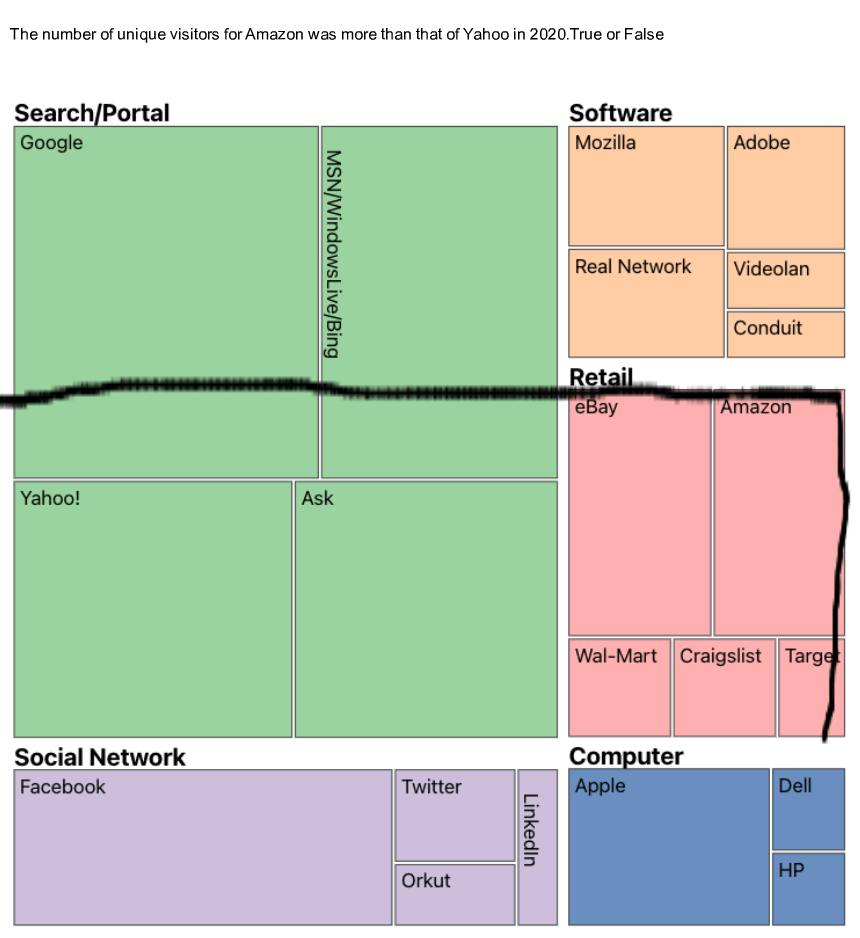 The number of unique visitors for Amazon was more than that of Yahoo in 2020.True or False
Search/Portal
Google
MSN/WindowsLive/Bing
Yahoo!
Ask
Software
Mozilla
Adobe
Real Network
Videolan
Conduit
Retail
eBay
Amazon
Wal-Mart
Craigslist
Target
Social Network
Facebook
Twitter
LinkedIn
Orkut
Computer
Apple
Dell
HP